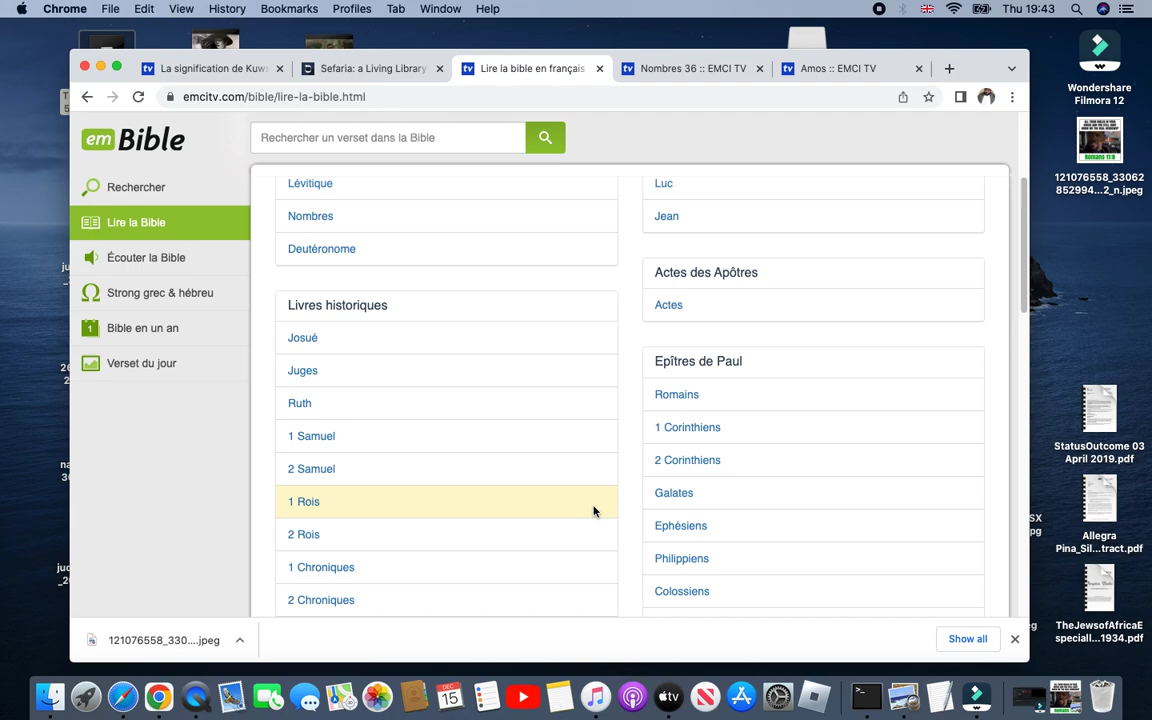 Chrome File Edit View History Bookmarks Profiles Tab Window Help Thu 19:43
La signification de Kuw
Sefaria: a Living Library
Lire la bible en français
Nombres 36 :: EMCI TV
Amos :: EMCI TV
emcitv.com/bible/lire-la-bible.html
em Bible
Rechercher un verset dans la Bible
Rechercher
Lire la Bible
Écouter la Bible
Strong grec & hébreu
1 Bible en un an
Verset du jour
Lévitique
Nombres
Deutéronome
Livres historiques
Josué
Juges
Ruth
1 Samuel
2 Samuel
1 Rois
2 Rois
1 Chroniques
2 Chroniques
Luc
Jean
Actes des Apôtres
Actes
Epîtres de Paul
Romains
1 Corinthiens
2 Corinthiens
Galates
Ephésiens
Philippiens
Colossiens
121076558_330....jpeg
Show all
Wondershare
Filmora 12
121076558_33062
852994...2_n.jpeg
StatusOutcome 03
April 2019.pdf
Allegra
Pina_Sil...tract.pdf
TheJewsofAfricaE
speciall...1934.pdf
DEC
15
tv